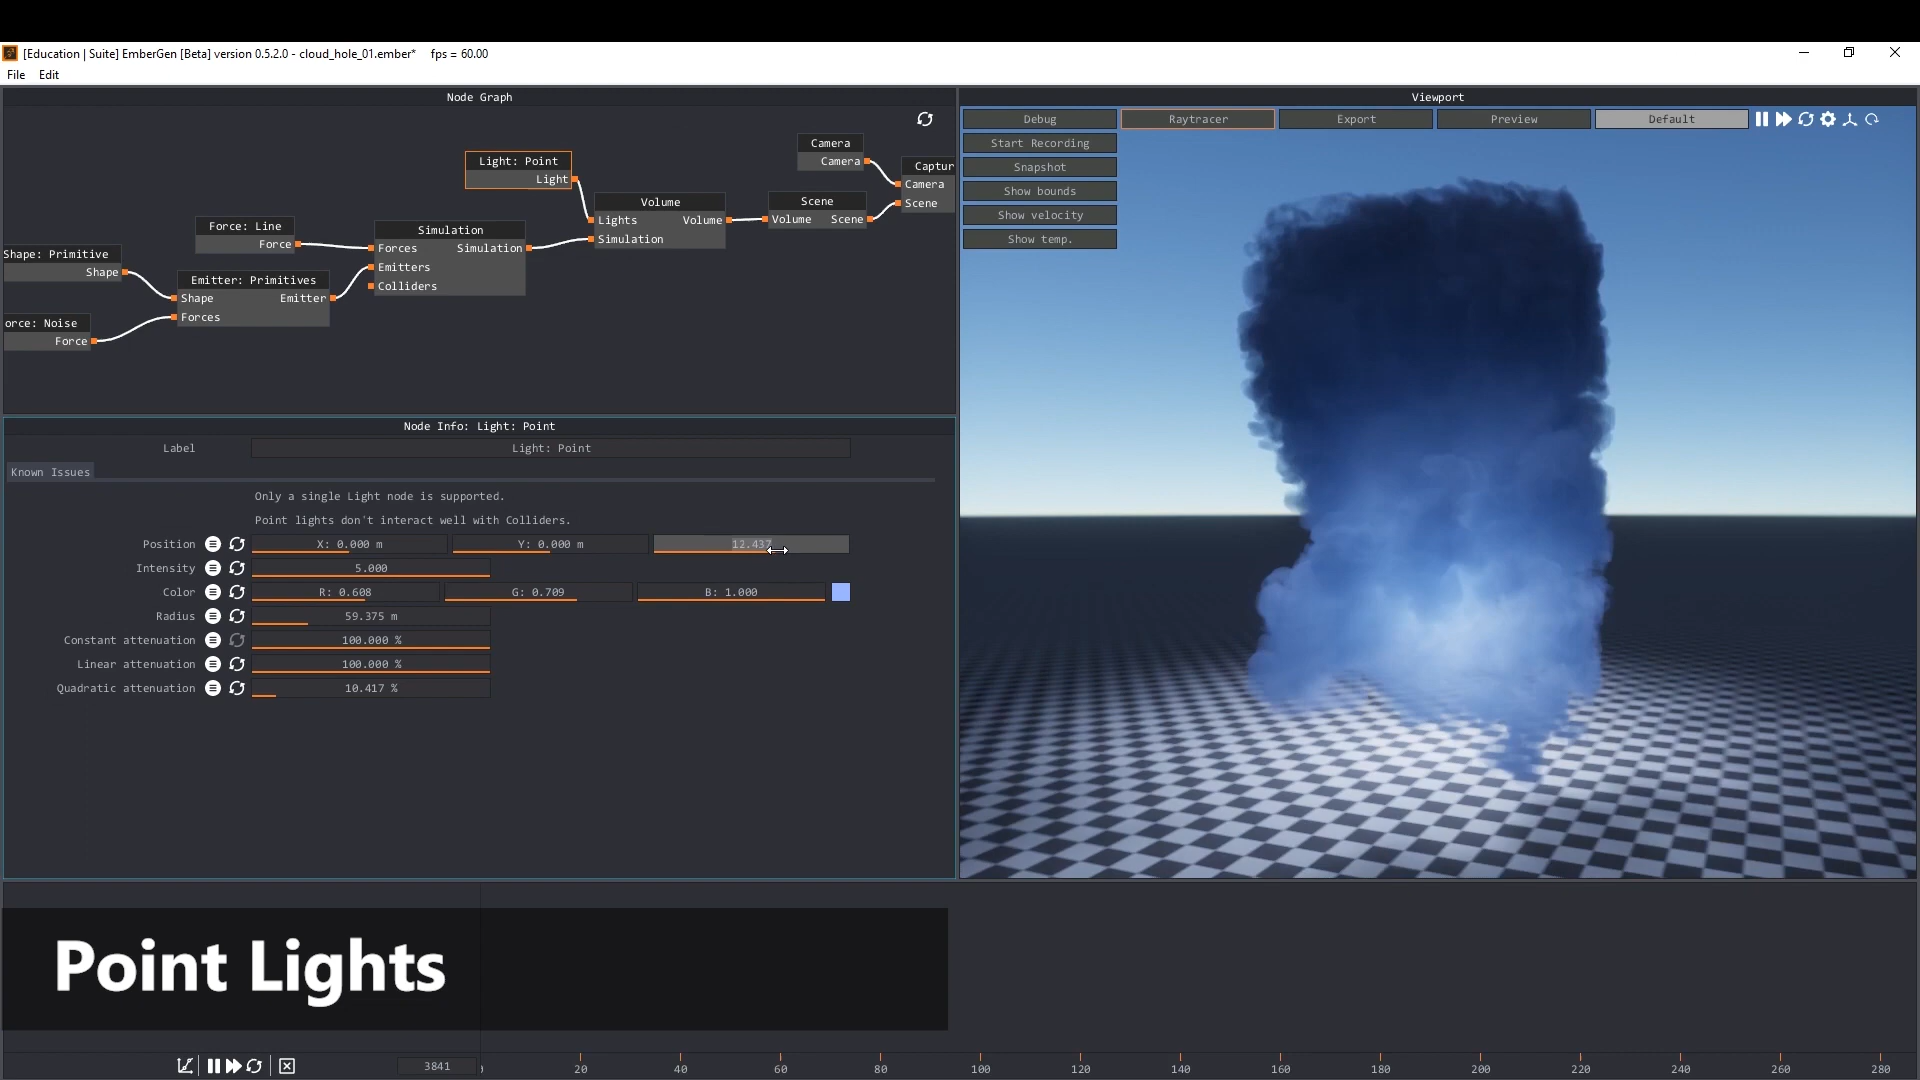 [Education | Suite] EmberGen [Beta] version 0.5.2.0 - cloud_hole_01.ember* fps = 60.00
File Edit
Node Graph
Light: Point
Light
Camera
Camera
Captur
Camera
Scene
Volume
Lights Volume
Simulation
Scene
Volume Scene
Force: Line
Force
Simulation
Forces Simulation
Emitters
Colliders
Shape: Primitive
Shape
Emitter: Primitives
Shape Emitter
Forces
orce: Noise
Force
Node Info: Light: Point
Label Light: Point
Known Issues
Only a single Light node is supported.
Point lights don't interact well with Colliders.
Position X: 0.000 m Y: 0.000 m 12.437
Intensity 5.000
Color R: 0.608 G: 0.709 B: 1.000
Radius 59.375 m
Constant attenuation 100.000 %
Linear attenuation 100.000 %
Quadratic attenuation 10.417 %
Viewport
Debug Raytracer Export Preview Default
Start Recording
Snapshot
Show bounds
Show velocity
Show temp.
Point Lights
3841 20 40 60 80 100 120 140 160 180 200 220 240 260 280